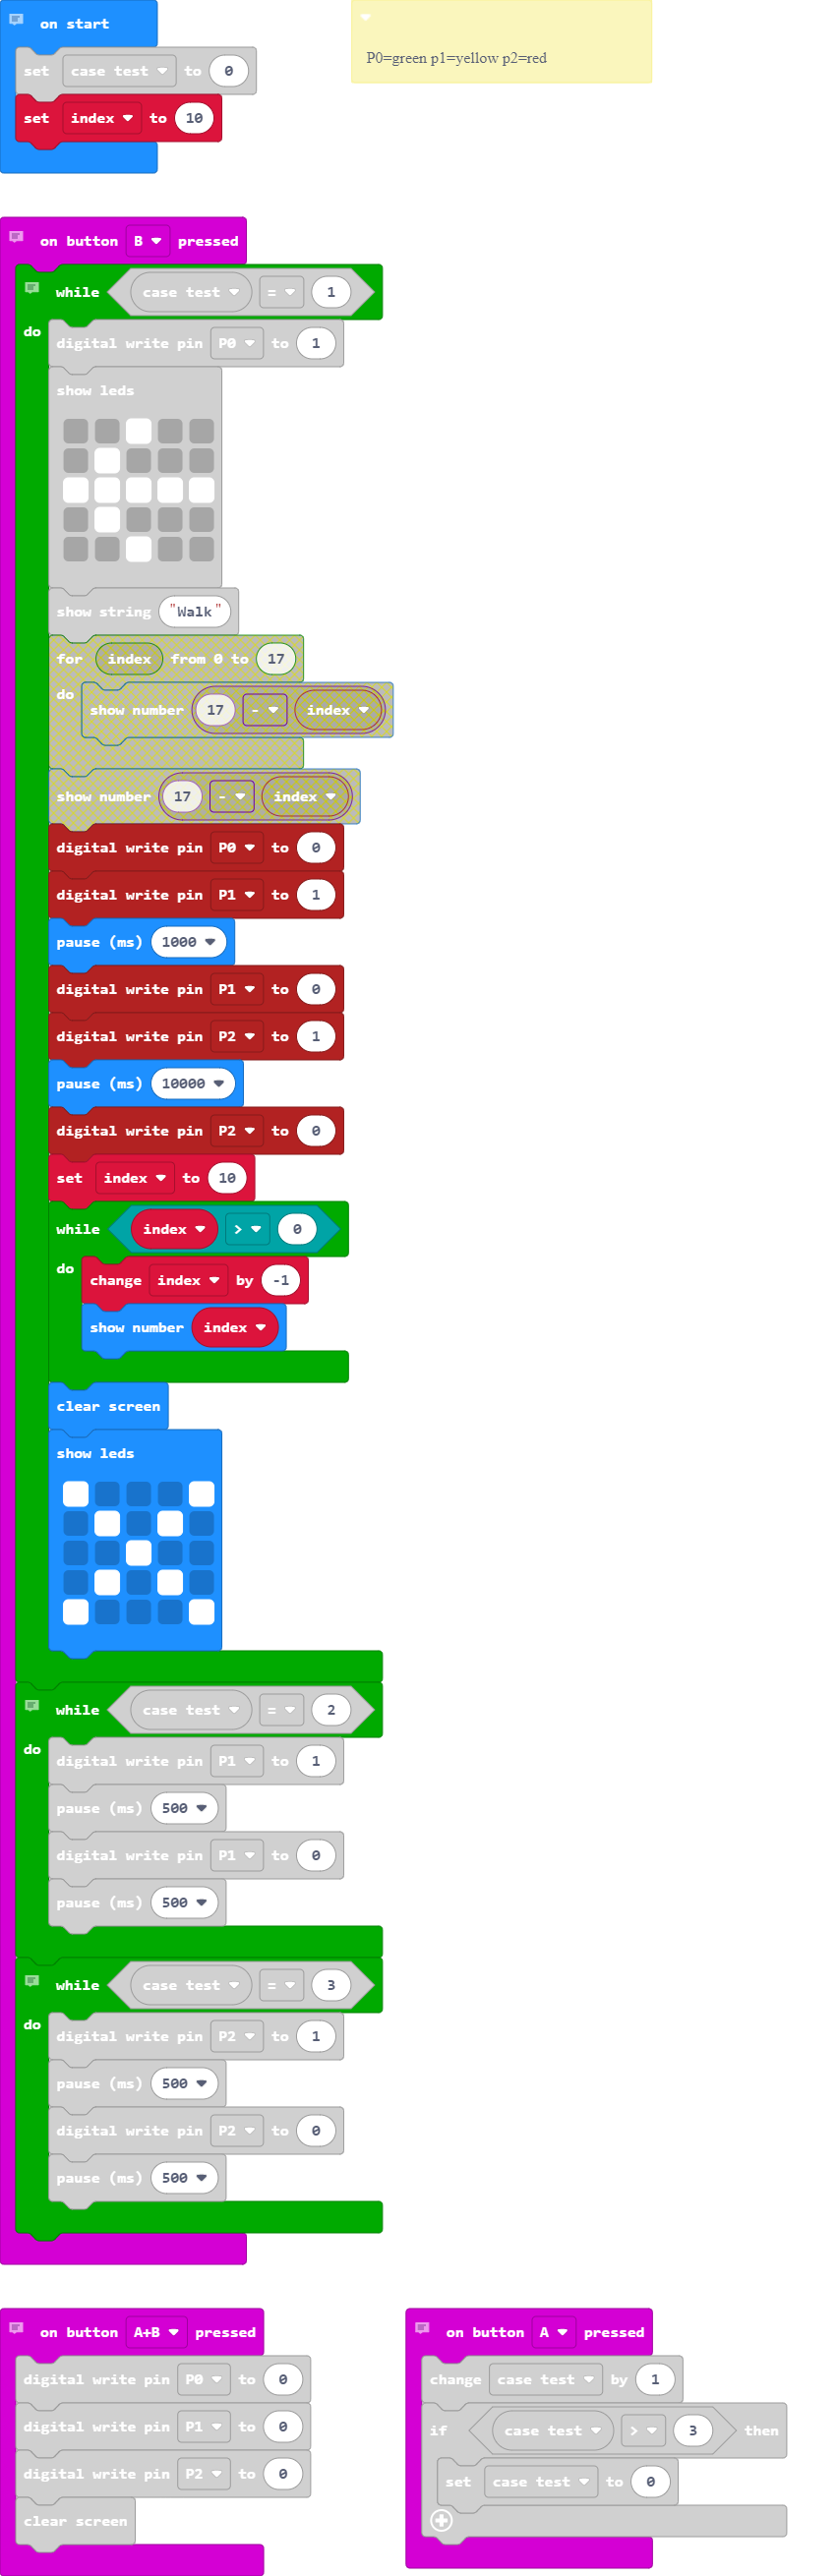 on start
P0=green p1=yellow p2=red
set case test to 0
set index to 10
on button B pressed
while case test = 1
do
digital write pin P0 to 1
show leds
show string "Walk"
for index from 0 to 17
do
show number 17 - index
show number 17 - index
digital write pin P0 to 0
digital write pin P1 to 1
pause (ms) 1000
digital write pin P1 to 0
digital write pin P2 to 1
pause (ms) 10000
digital write pin P2 to 0
set index to 10
while index > 0
do
change index by -1
show number index
clear screen
show leds
while case test = 2
do
digital write pin P1 to 1
pause (ms) 500
digital write pin P1 to 0
pause (ms) 500
while case test = 3
do
digital write pin P2 to 1
pause (ms) 500
digital write pin P2 to 0
pause (ms) 500
on button A+B pressed
digital write pin P0 to 0
digital write pin P1 to 0
digital write pin P2 to 0
clear screen
on button A pressed
change case test by 1
if case test > 3 then
set case test to 0